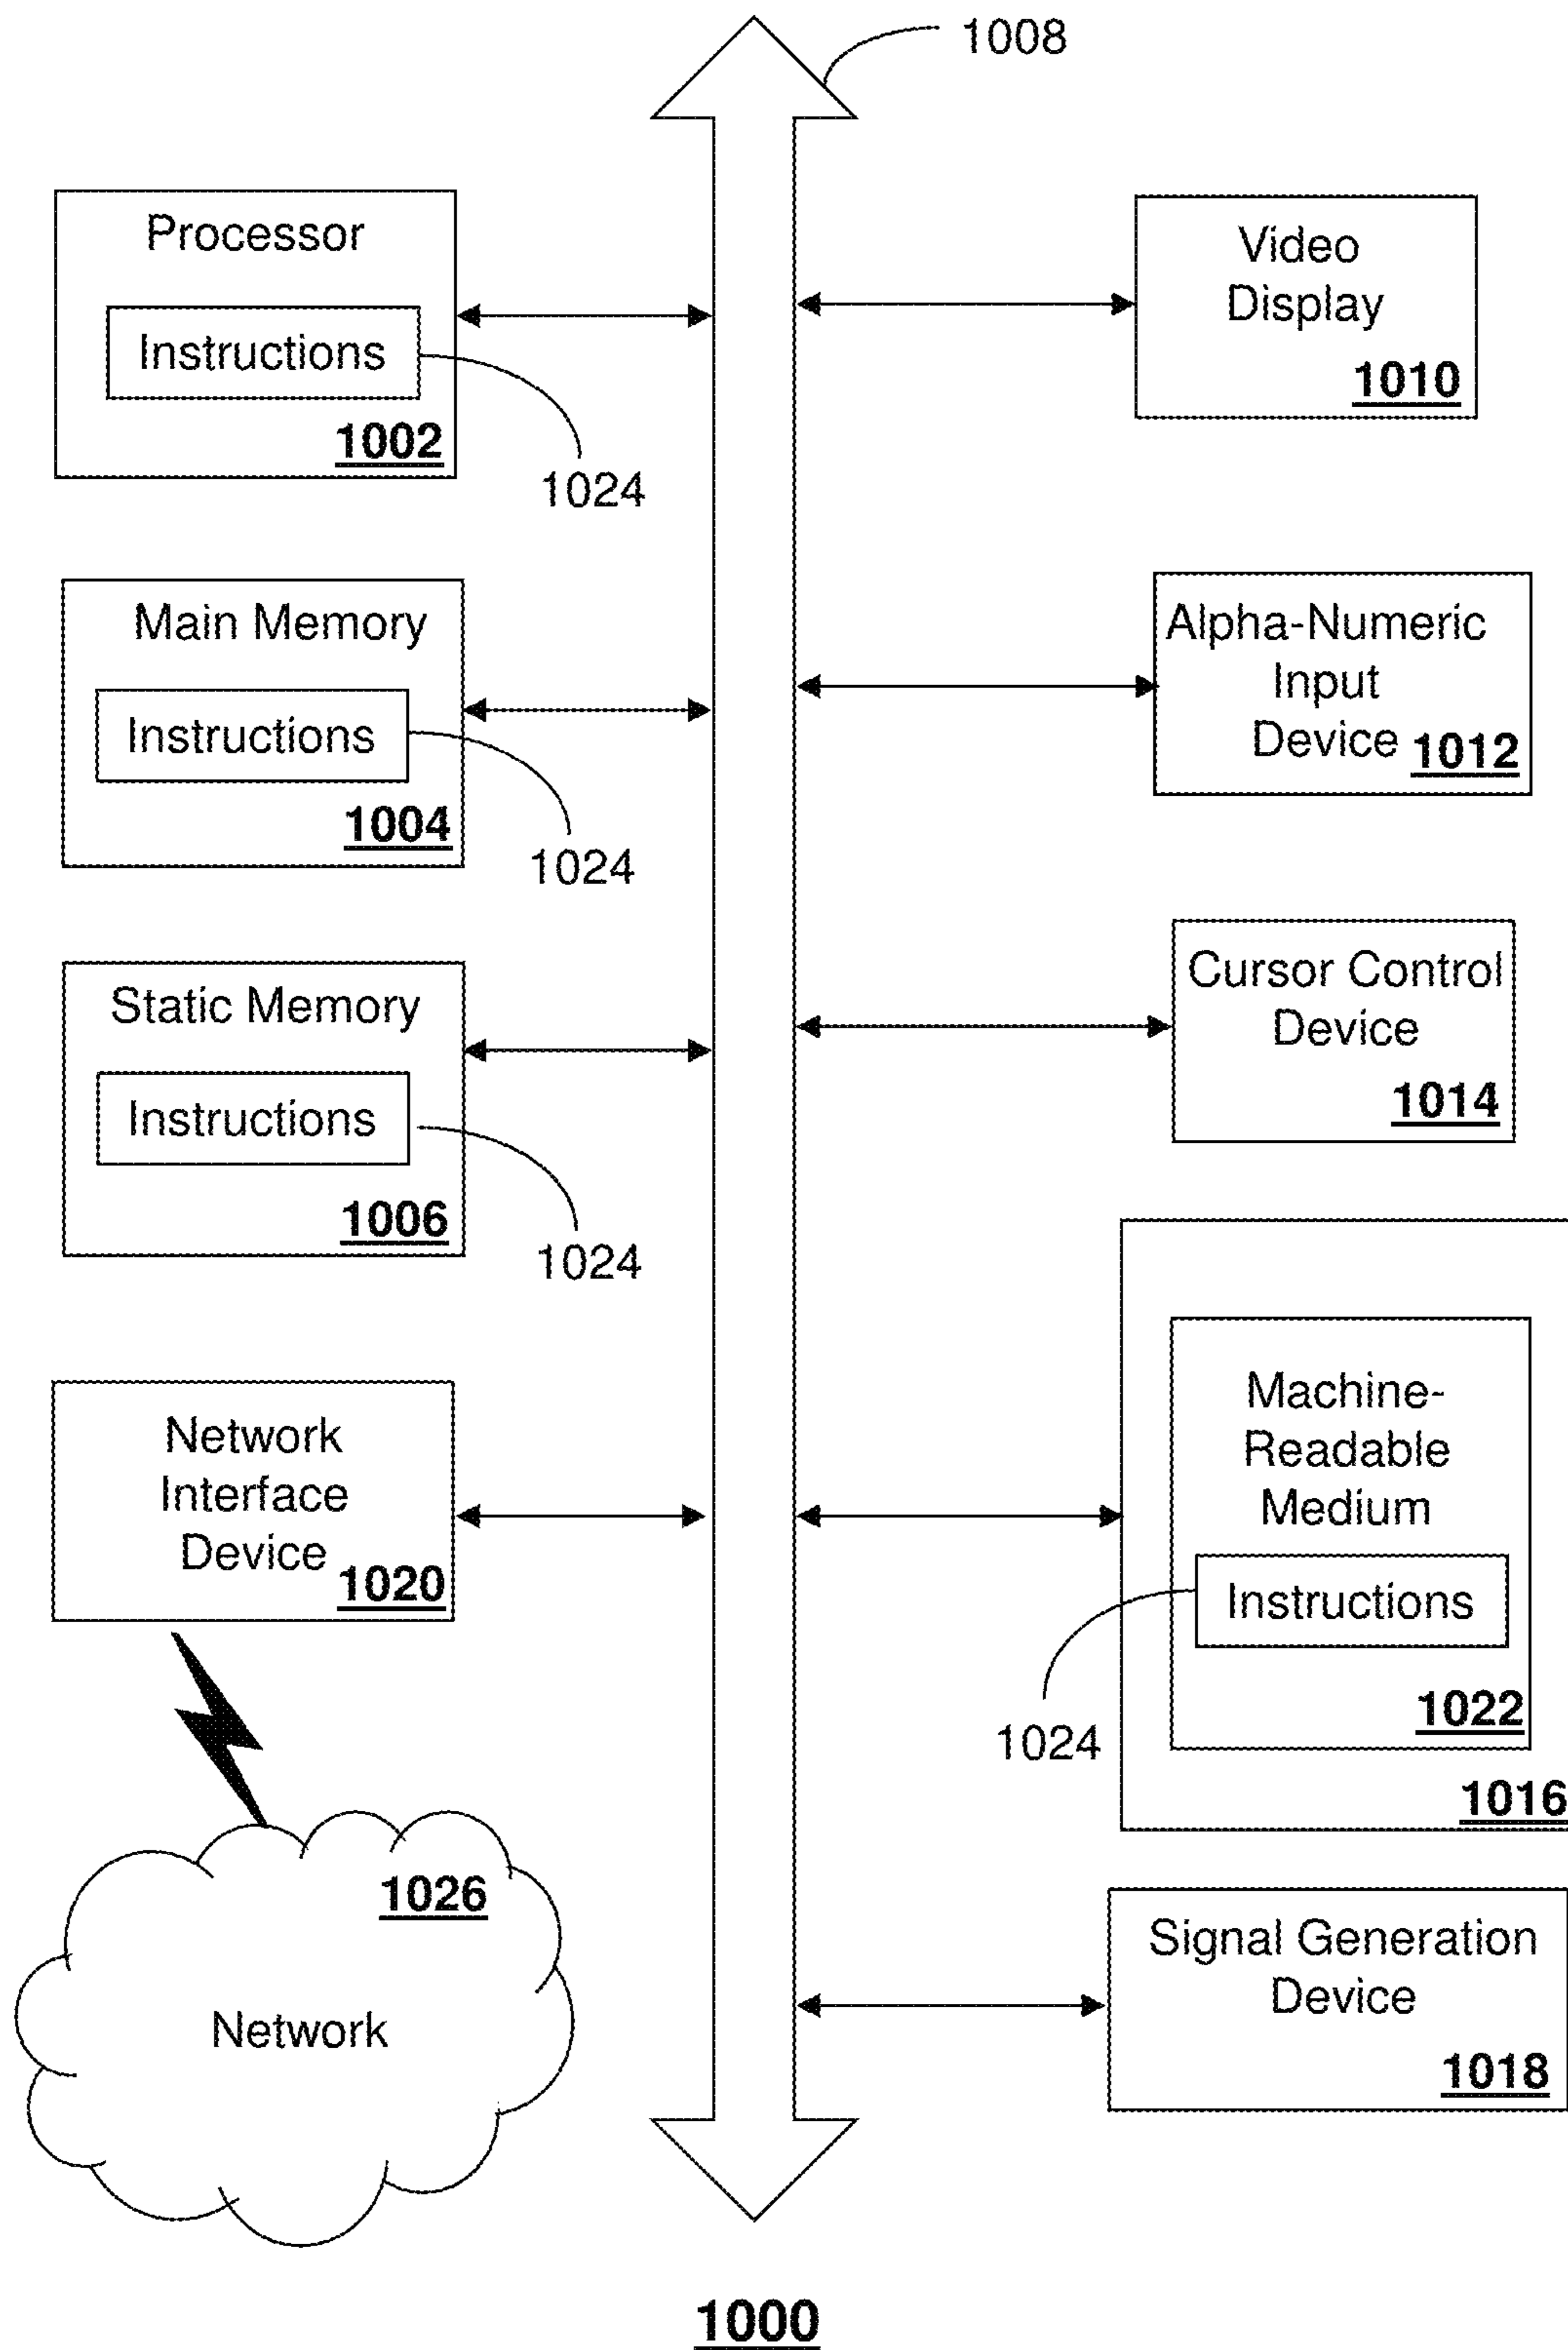 1008
Processor
Instructions
1002
1024
Main Memory
Instructions
1004
1024
Static Memory
Instructions
1006
1024
Network
Interface
Device
1020
1026
Network
Video
Display
1010
Alpha-Numeric
Input
Device 1012
Cursor Control
Device
1014
Machine-
Readable
Medium
Instructions
1024
1022
1016
Signal Generation
Device
1018
1000